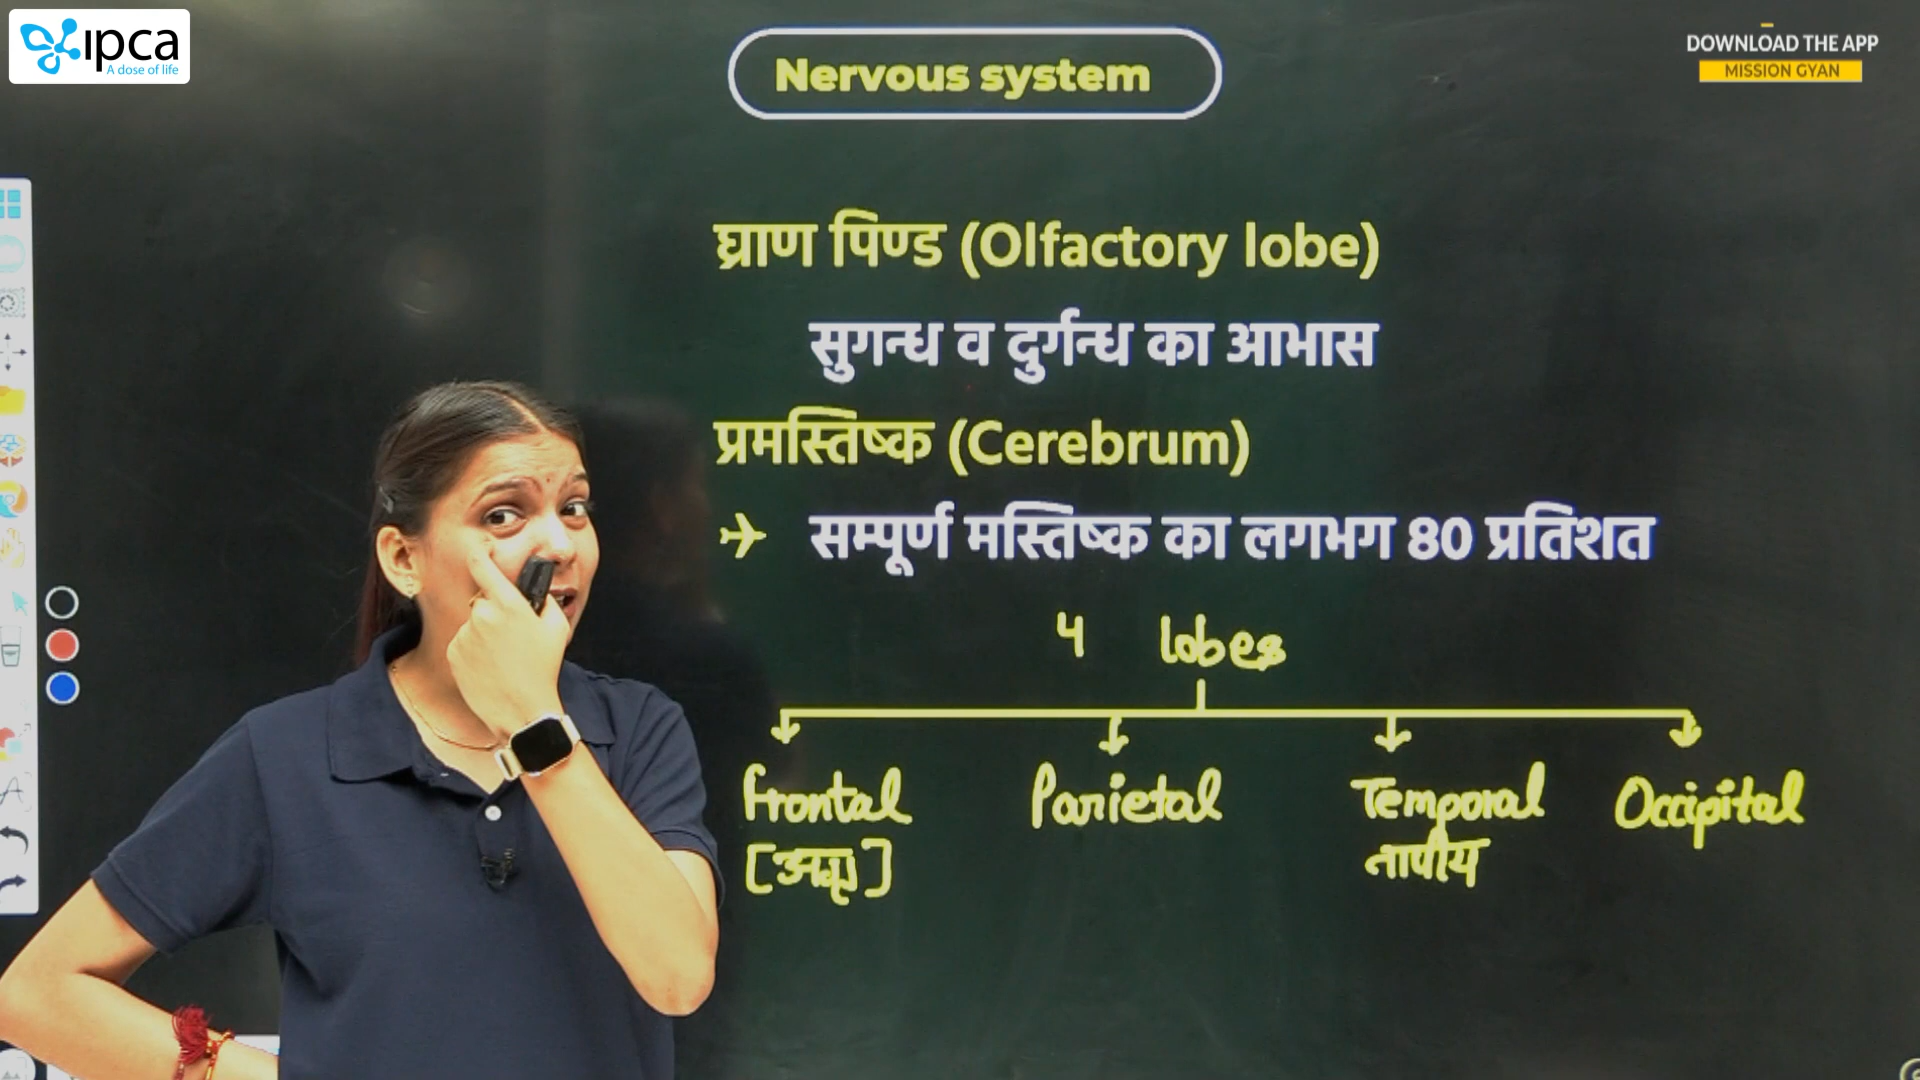 ipca
A dose of life
DOWNLOAD THE APP
MISSION GYAN
Nervous system
घ्राण पिण्ड (Olfactory lobe)
सुगन्ध व दुर्गन्ध का आभास
प्रमस्तिष्क (Cerebrum)
सम्पूर्ण मस्तिष्क का लगभग 80 प्रतिशत
4 lobes
Frontal Parietal Temporal Occipital
[अग्र]